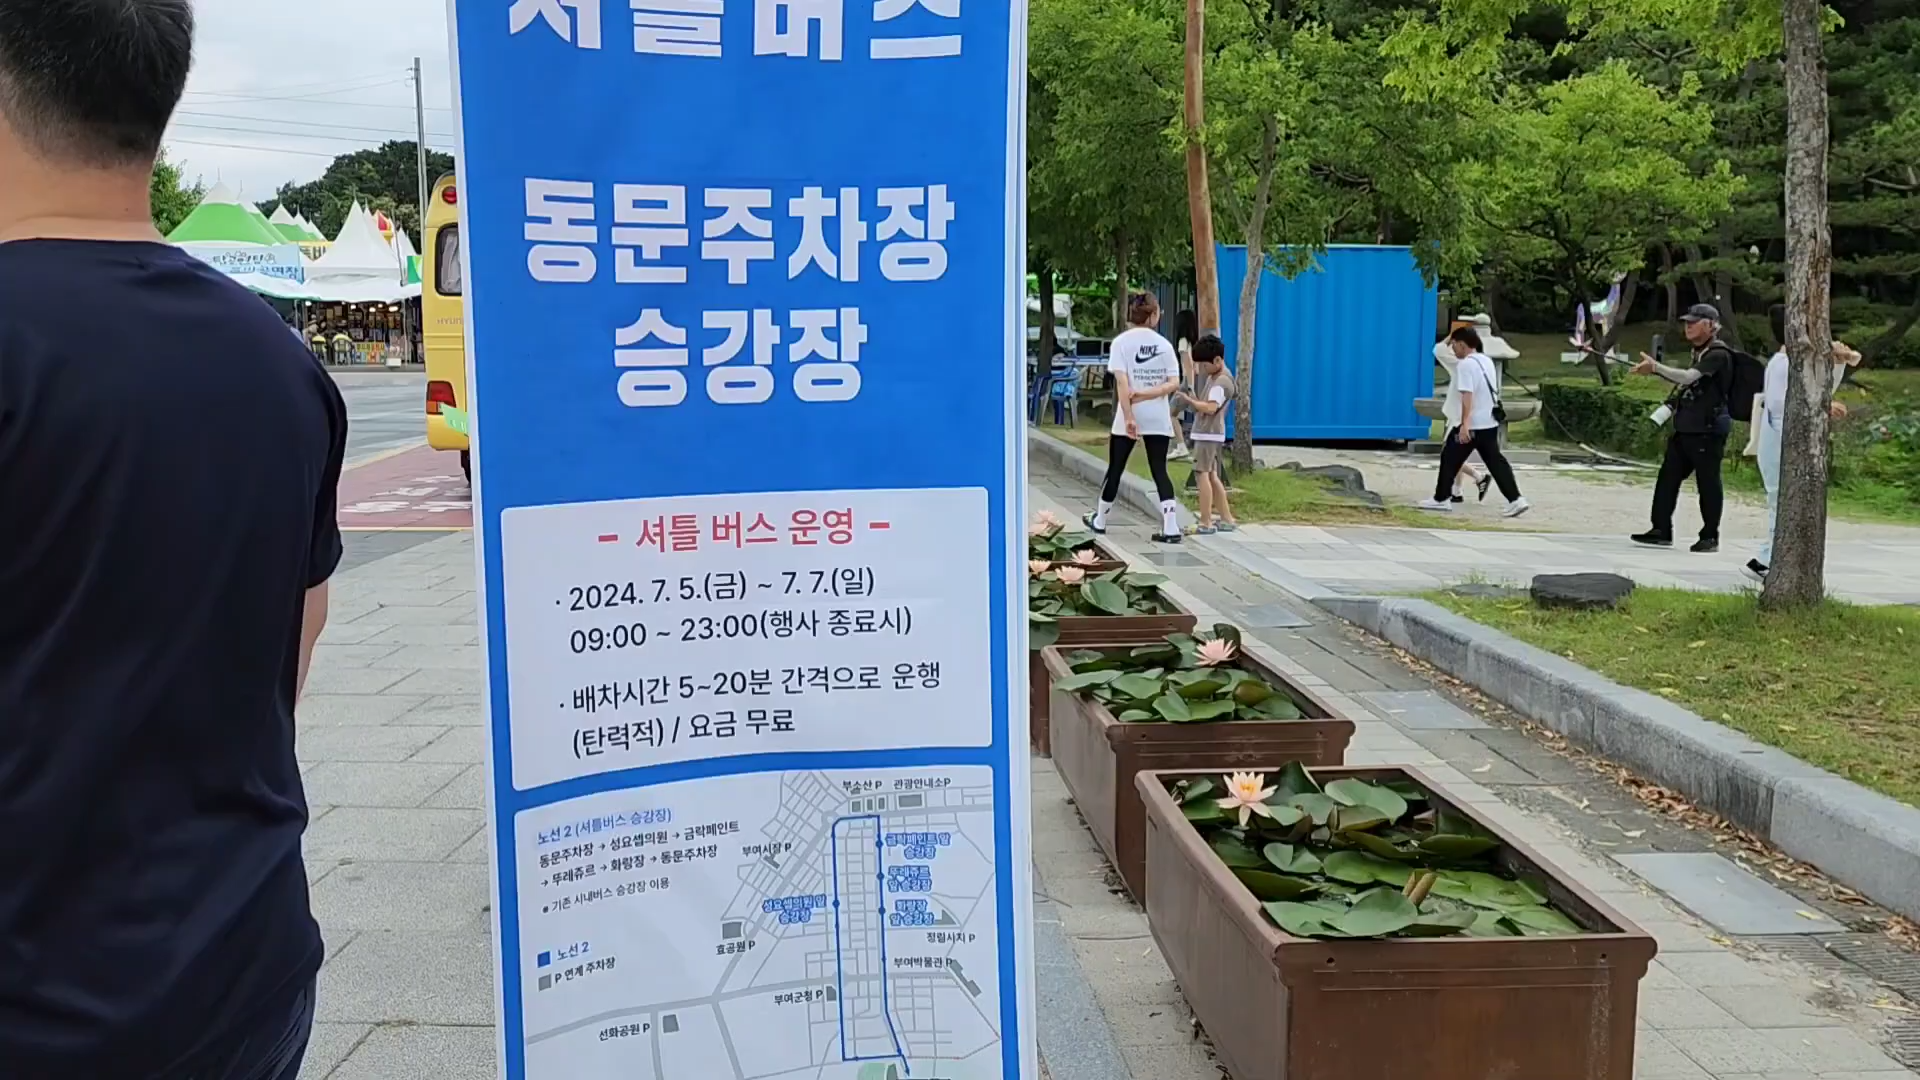 셔틀버스
동문주차장
승강장
- 셔틀 버스 운영 -
· 2024. 7. 5.(금) ~ 7. 7.(일)
09:00 ~ 23:00(행사 종료시)
· 배차시간 5~20분 간격으로 운행
(탄력적) / 요금 무료
노선 2 (셔틀버스 승강장)
동문주차장 → 성요셉의원 → 금락페인트
→ 뚜레쥬르 → 화랑장 → 동문주차장
● 기존 시내버스 승강장 이용
노선 2
P 연계 주차장
부소산 P
관광안내소 P
부여시장 P
금락페인트 앞
승강장
뚜레쥬르
앞 승강장
성요셉의원 앞
승강장
화랑장
앞 승강장
정림사지 P
효공원 P
부여박물관 P
부여군청 P
선화공원 P
NIKE
AUTHORIZED
PERSONNEL
ONLY